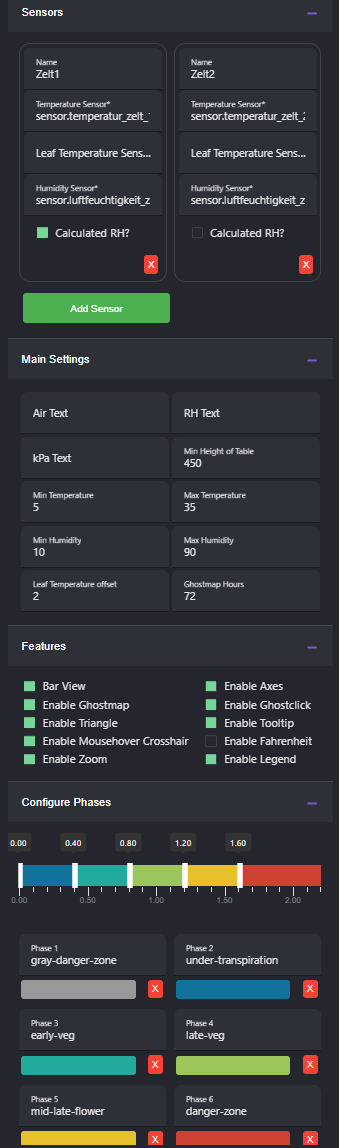 Sensors
Name
Zelt1
Name
Zelt2
Temperature Sensor*
sensor.temperatur_zelt_
Temperature Sensor*
sensor.temperatur_zelt_
Leaf Temperature Sens...
Leaf Temperature Sens...
Humidity Sensor*
sensor.luftfeuchtigkeit_z
Humidity Sensor*
sensor.luftfeuchtigkeit_z
Calculated RH?
Calculated RH?
X
X
Add Sensor
Main Settings
Air Text
RH Text
kPa Text
Min Height of Table
450
Min Temperature
5
Max Temperature
35
Min Humidity
10
Max Humidity
90
Leaf Temperature offset
2
Ghostmap Hours
72
Features
Bar View
Enable Axes
Enable Ghostmap
Enable Ghostclick
Enable Triangle
Enable Tooltip
Enable Mousehover Crosshair
Enable Fahrenheit
Enable Zoom
Enable Legend
Configure Phases
0.00 0.40 0.80 1.20 1.60
0.00 0.50 1.00 1.50 2.00
Phase 1
gray-danger-zone
Phase 2
under-transpiration
X
X
Phase 3
early-veg
Phase 4
late-veg
X
X
Phase 5
mid-late-flower
Phase 6
danger-zone
X
X